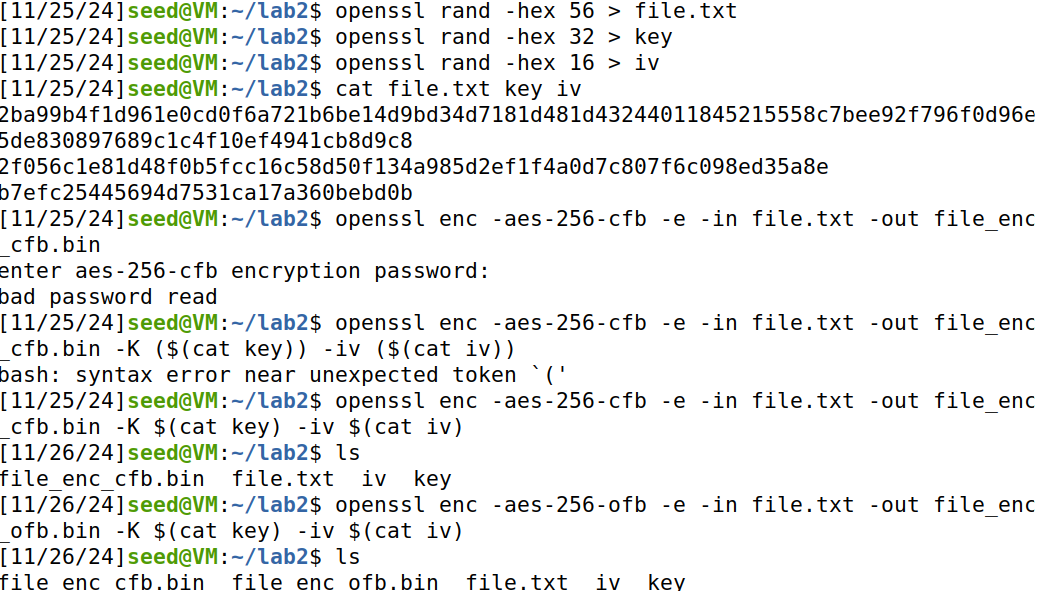 [11/25/24]seed@VM:~/lab2$ openssl rand -hex 56 > file.txt
[11/25/24]seed@VM:~/lab2$ openssl rand -hex 32 > key
[11/25/24]seed@VM:~/lab2$ openssl rand -hex 16 > iv
[11/25/24]seed@VM:~/lab2$ cat file.txt key iv
2ba99b4f1d961e0cd0f6a721b6be14d9bd34d7181d481d43244011845215558c7bee92f796f0d96e
5de830897689c1c4f10ef4941cb8d9c8
2f056c1e81d48f0b5fcc16c58d50f134a985d2ef1f4a0d7c807f6c098ed35a8e
b7efc25445694d7531ca17a360bebd0b
[11/25/24]seed@VM:~/lab2$ openssl enc -aes-256-cfb -e -in file.txt -out file_enc
_cfb.bin
enter aes-256-cfb encryption password:
bad password read
[11/25/24]seed@VM:~/lab2$ openssl enc -aes-256-cfb -e -in file.txt -out file_enc
_cfb.bin -K ($(cat key)) -iv ($(cat iv))
bash: syntax error near unexpected token `('
[11/25/24]seed@VM:~/lab2$ openssl enc -aes-256-cfb -e -in file.txt -out file_enc
_cfb.bin -K $(cat key) -iv $(cat iv)
[11/26/24]seed@VM:~/lab2$ ls
file_enc_cfb.bin  file.txt  iv  key
[11/26/24]seed@VM:~/lab2$ openssl enc -aes-256-ofb -e -in file.txt -out file_enc
_ofb.bin -K $(cat key) -iv $(cat iv)
[11/26/24]seed@VM:~/lab2$ ls
file_enc_cfb.bin  file_enc_ofb.bin  file.txt  iv  key